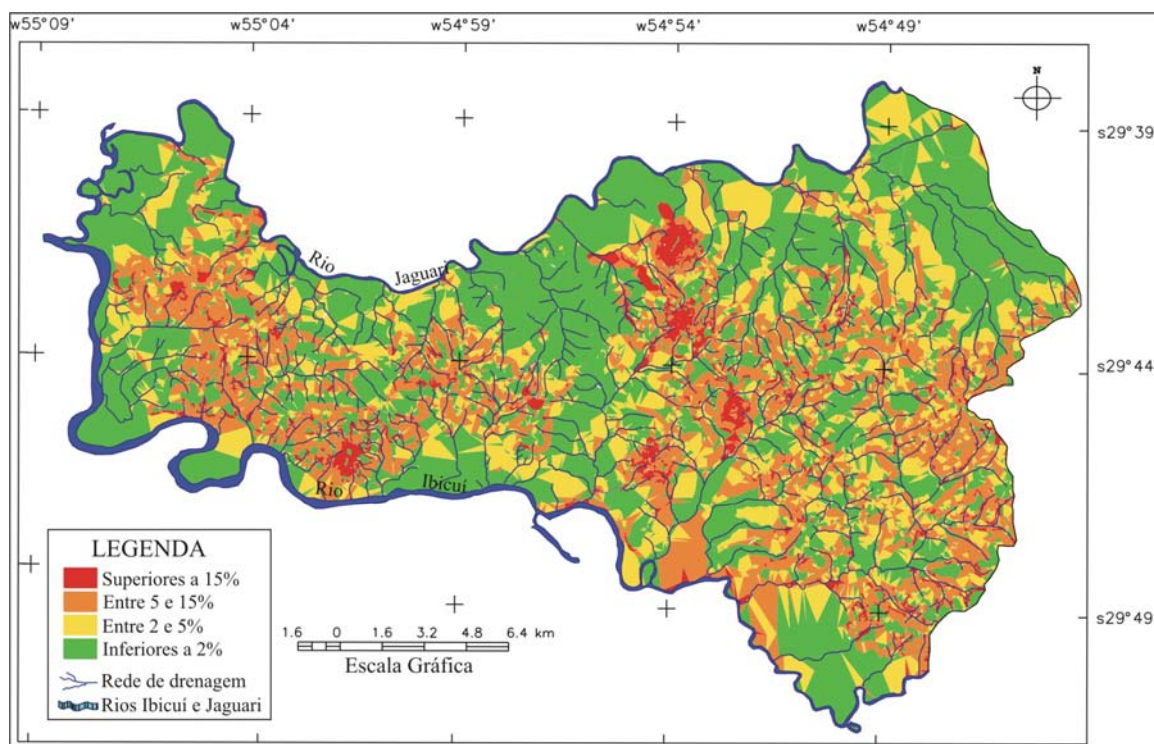 w55°09' w55°04' w54°59' w54°54' w54°49'
N
s29°39'
Rio
Jaguari
s29°44'
Rio Ibicuí
LEGENDA
Superiores a 15%
Entre 5 e 15%
Entre 2 e 5%
Inferiores a 2%
Rede de drenagem
Rios Ibicuí e Jaguari
1.6 0 1.6 3.2 4.8 6.4 km
Escala Gráfica
s29°49'